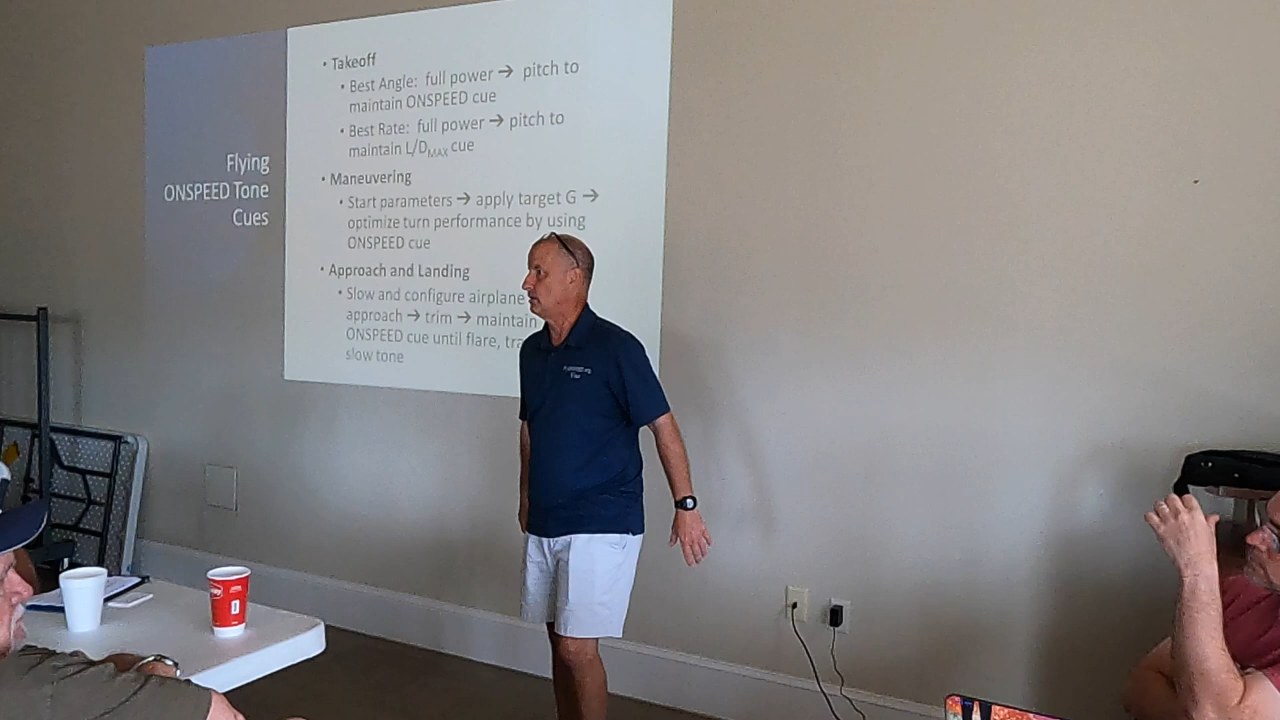 Flying
ONSPEED Tone
Cues
• Takeoff
• Best Angle: full power → pitch to
maintain ONSPEED cue
• Best Rate: full power → pitch to
maintain L/DMAX cue
• Maneuvering
• Start parameters → apply target G →
optimize turn performance by using
ONSPEED cue
• Approach and Landing
• Slow and configure airplane
approach → trim → maintain
ONSPEED cue until flare,
slow tone